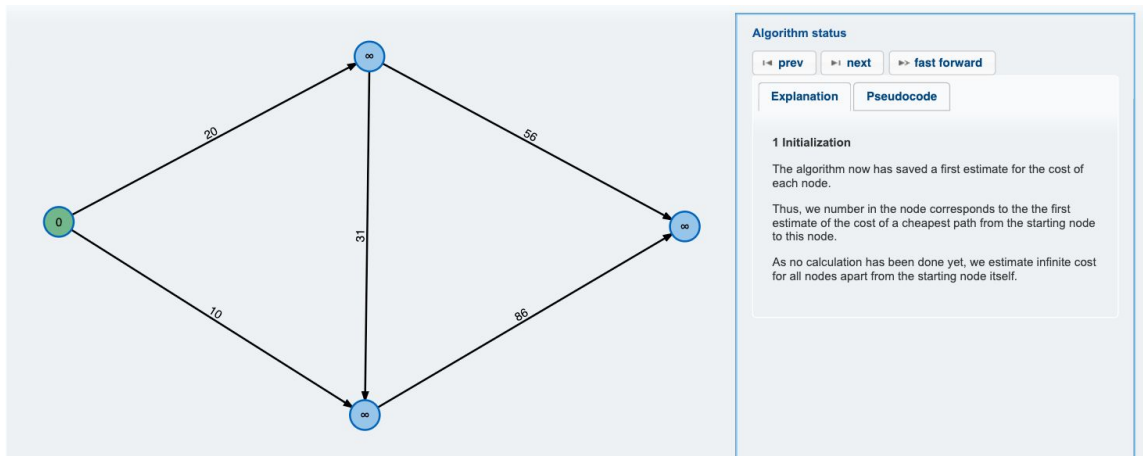 ∞
20
56
0
31
∞
10
86
∞
Algorithm status
prev next fast forward
Explanation Pseudocode
1 Initialization
The algorithm now has saved a first estimate for the cost of
each node.
Thus, we number in the node corresponds to the the first
estimate of the cost of a cheapest path from the starting node
to this node.
As no calculation has been done yet, we estimate infinite cost
for all nodes apart from the starting node itself.